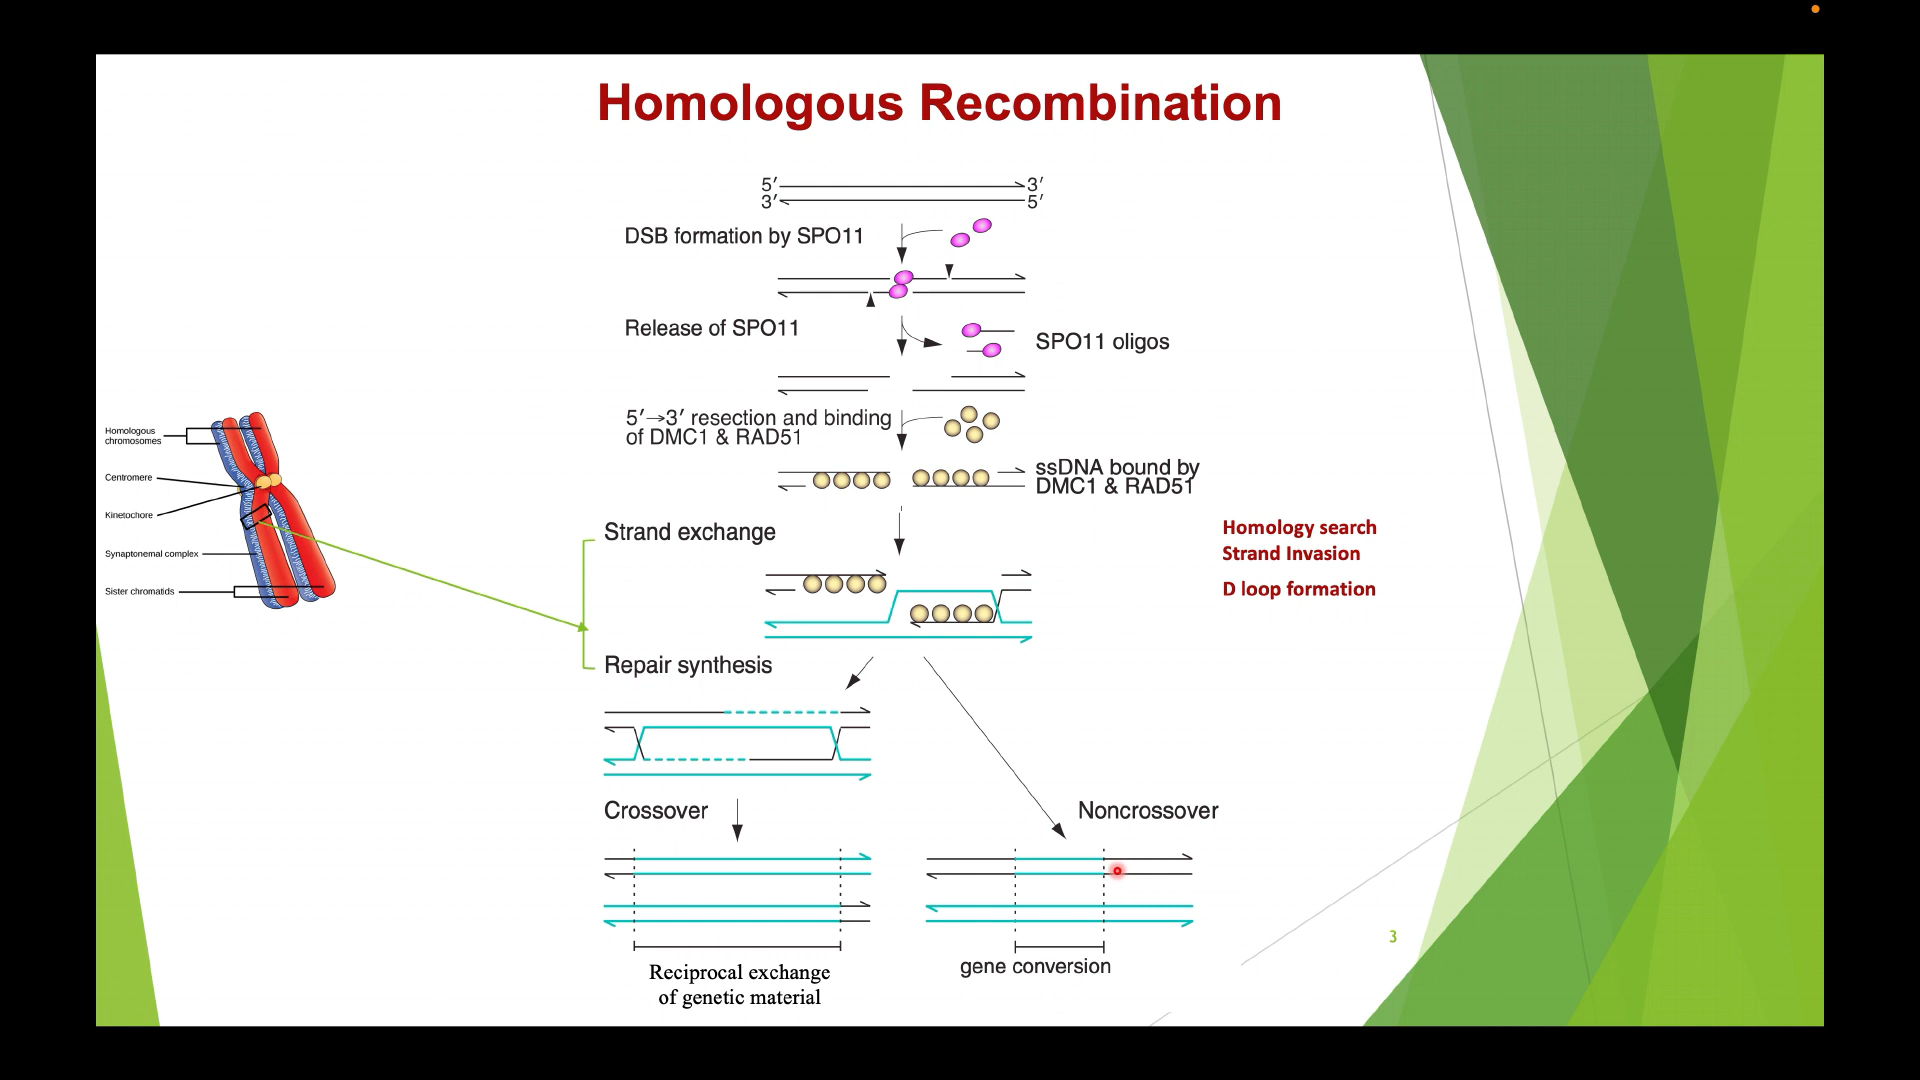 Homologous Recombination
5′ 3′
3′ 5′
DSB formation by SPO11
Release of SPO11
SPO11 oligos
5′→3′ resection and binding
of DMC1 & RAD51
ssDNA bound by
DMC1 & RAD51
Homologous
chromosomes
Centromere
Kinetochore
Synaptonemal complex
Sister chromatids
Strand exchange
Homology search
Strand Invasion
D loop formation
Repair synthesis
Crossover
Noncrossover
Reciprocal exchange
of genetic material
gene conversion
3